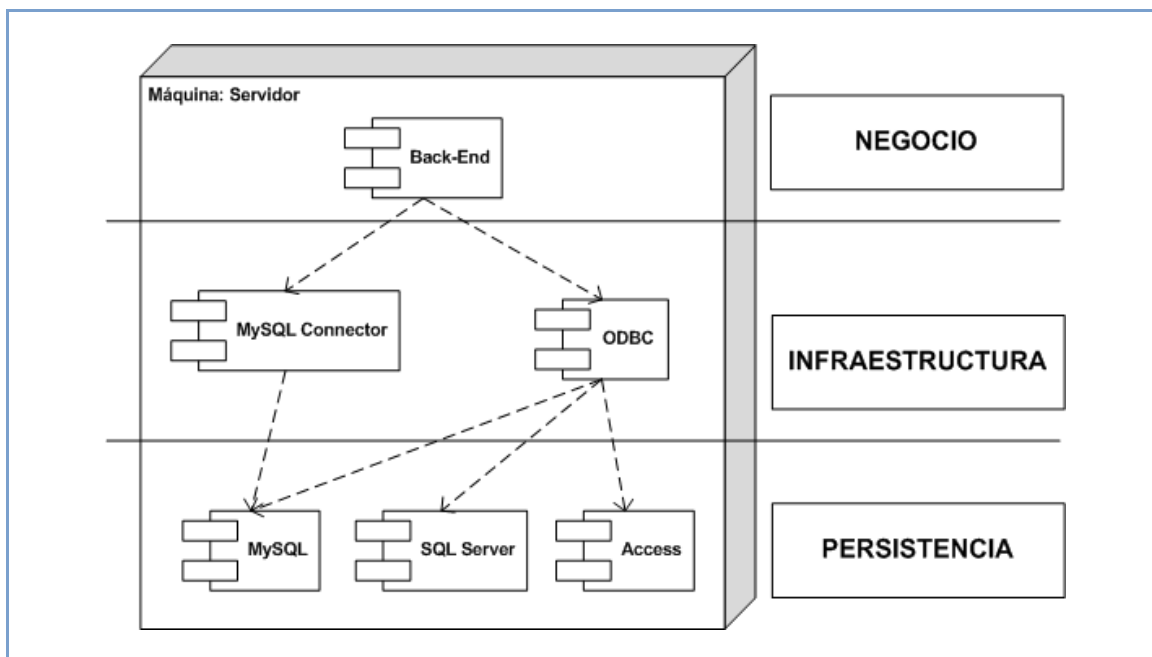 Máquina: Servidor
Back-End
NEGOCIO
MySQL Connector
ODBC
INFRAESTRUCTURA
MySQL
SQL Server
Access
PERSISTENCIA